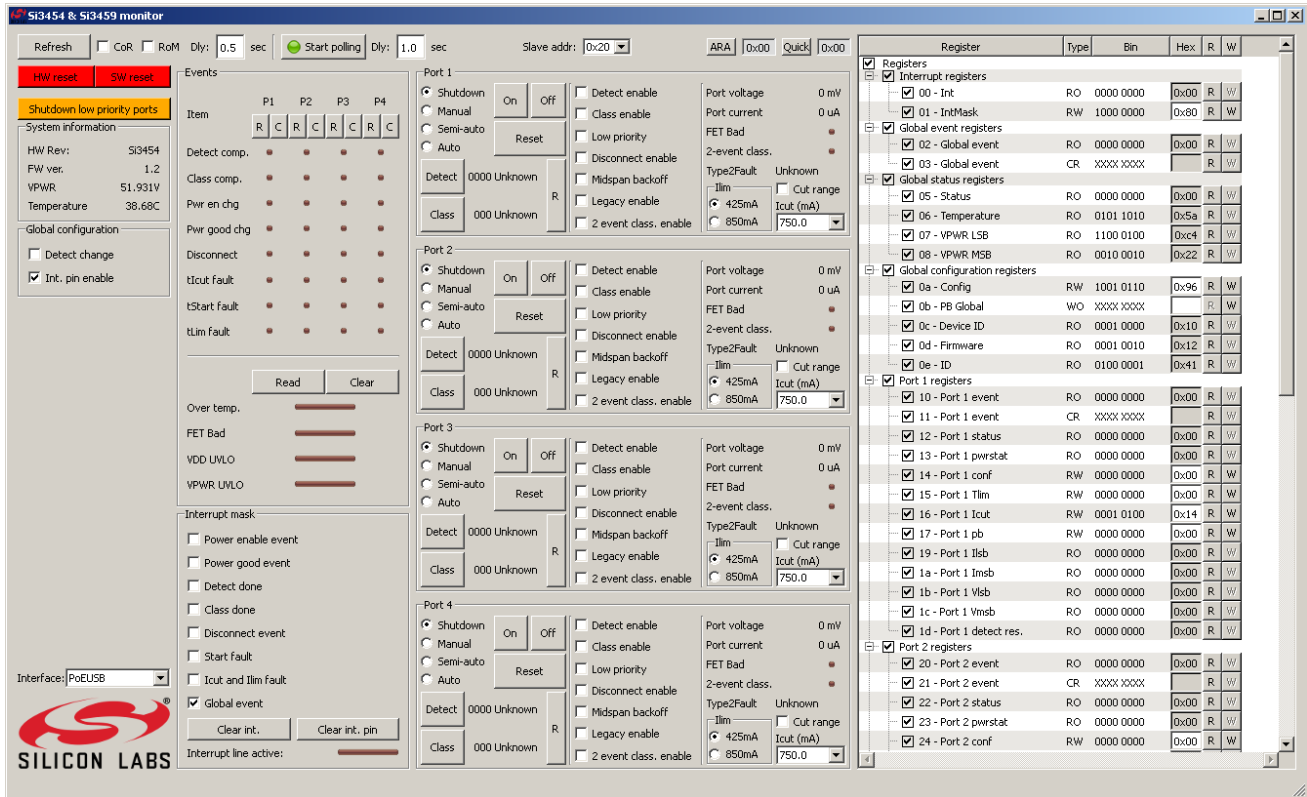 Si3454 & Si3459 monitor
Refresh CoR RoM Dly: 0.5 sec Start polling Dly: 1.0 sec Slave addr: 0x20 ARA 0x00 Quick 0x00
HW reset SW reset
Shutdown low priority ports
System information
HW Rev: Si3454
FW ver. 1.2
VPWR 51.931V
Temperature 38.68C
Global configuration
Detect change
Int. pin enable
Interface: PoEUSB
SILICON LABS
®
Events
P1 P2 P3 P4
Item
R C R C R C R C
Detect comp.
Class comp.
Pwr en chg
Pwr good chg
Disconnect
tIcut fault
tStart fault
tLim fault
Read Clear
Over temp.
FET Bad
VDD UVLO
VPWR UVLO
Interrupt mask
Power enable event
Power good event
Detect done
Class done
Disconnect event
Start fault
Icut and Ilim fault
Global event
Clear int. Clear int. pin
Interrupt line active:
Port 1
Shutdown
Manual
Semi-auto
Auto
On Off
Reset
Detect 0000 Unknown
Class 000 Unknown
R
Detect enable
Class enable
Low priority
Disconnect enable
Midspan backoff
Legacy enable
2 event class. enable
Port voltage 0 mV
Port current 0 uA
FET Bad
2-event class.
Type2Fault Unknown
Ilim
425mA
850mA
Cut range
Icut (mA)
750.0
Port 2
Shutdown
Manual
Semi-auto
Auto
On Off
Reset
Detect 0000 Unknown
Class 000 Unknown
R
Detect enable
Class enable
Low priority
Disconnect enable
Midspan backoff
Legacy enable
2 event class. enable
Port voltage 0 mV
Port current 0 uA
FET Bad
2-event class.
Type2Fault Unknown
Ilim
425mA
850mA
Cut range
Icut (mA)
750.0
Port 3
Shutdown
Manual
Semi-auto
Auto
On Off
Reset
Detect 0000 Unknown
Class 000 Unknown
R
Detect enable
Class enable
Low priority
Disconnect enable
Midspan backoff
Legacy enable
2 event class. enable
Port voltage 0 mV
Port current 0 uA
FET Bad
2-event class.
Type2Fault Unknown
Ilim
425mA
850mA
Cut range
Icut (mA)
750.0
Port 4
Shutdown
Manual
Semi-auto
Auto
On Off
Reset
Detect 0000 Unknown
Class 000 Unknown
R
Detect enable
Class enable
Low priority
Disconnect enable
Midspan backoff
Legacy enable
2 event class. enable
Port voltage 0 mV
Port current 0 uA
FET Bad
2-event class.
Type2Fault Unknown
Ilim
425mA
850mA
Cut range
Icut (mA)
750.0
Register Type Bin Hex R W
Registers
Interrupt registers
00 - Int RO 0000 0000 0x00 R W
01 - IntMask RW 1000 0000 0x80 R W
Global event registers
02 - Global event RO 0000 0000 0x00 R W
03 - Global event CR XXXX XXXX R W
Global status registers
05 - Status RO 0000 0000 0x00 R W
06 - Temperature RO 0101 1010 0x5a R W
07 - VPWR LSB RO 1100 0100 0xc4 R W
08 - VPWR MSB RO 0010 0010 0x22 R W
Global configuration registers
0a - Config RW 1001 0110 0x96 R W
0b - PB Global WO XXXX XXXX R W
0c - Device ID RO 0001 0000 0x10 R W
0d - Firmware RO 0001 0010 0x12 R W
0e - ID RO 0100 0001 0x41 R W
Port 1 registers
10 - Port 1 event RO 0000 0000 0x00 R W
11 - Port 1 event CR XXXX XXXX R W
12 - Port 1 status RO 0000 0000 0x00 R W
13 - Port 1 pwrstat RO 0000 0000 0x00 R W
14 - Port 1 conf RW 0000 0000 0x00 R W
15 - Port 1 Tlim RW 0000 0000 0x00 R W
16 - Port 1 Icut RW 0001 0100 0x14 R W
17 - Port 1 pb RW 0000 0000 0x00 R W
19 - Port 1 Ilsb RO 0000 0000 0x00 R W
1a - Port 1 Imsb RO 0000 0000 0x00 R W
1b - Port 1 Vlsb RO 0000 0000 0x00 R W
1c - Port 1 Vmsb RO 0000 0000 0x00 R W
1d - Port 1 detect res. RO 0000 0000 0x00 R W
Port 2 registers
20 - Port 2 event RO 0000 0000 0x00 R W
21 - Port 2 event CR XXXX XXXX R W
22 - Port 2 status RO 0000 0000 0x00 R W
23 - Port 2 pwrstat RO 0000 0000 0x00 R W
24 - Port 2 conf RW 0000 0000 0x00 R W